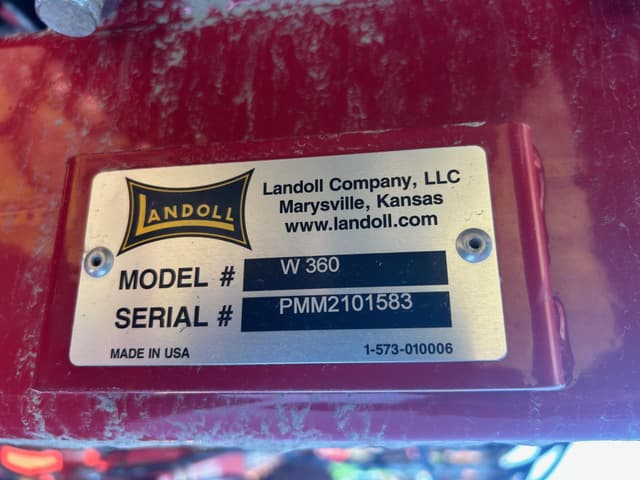 LANDOLL
Landoll Company, LLC
Marysville, Kansas
www.landoll.com
MODEL # W 360
SERIAL # PMM2101583
MADE IN USA 1-573-010006